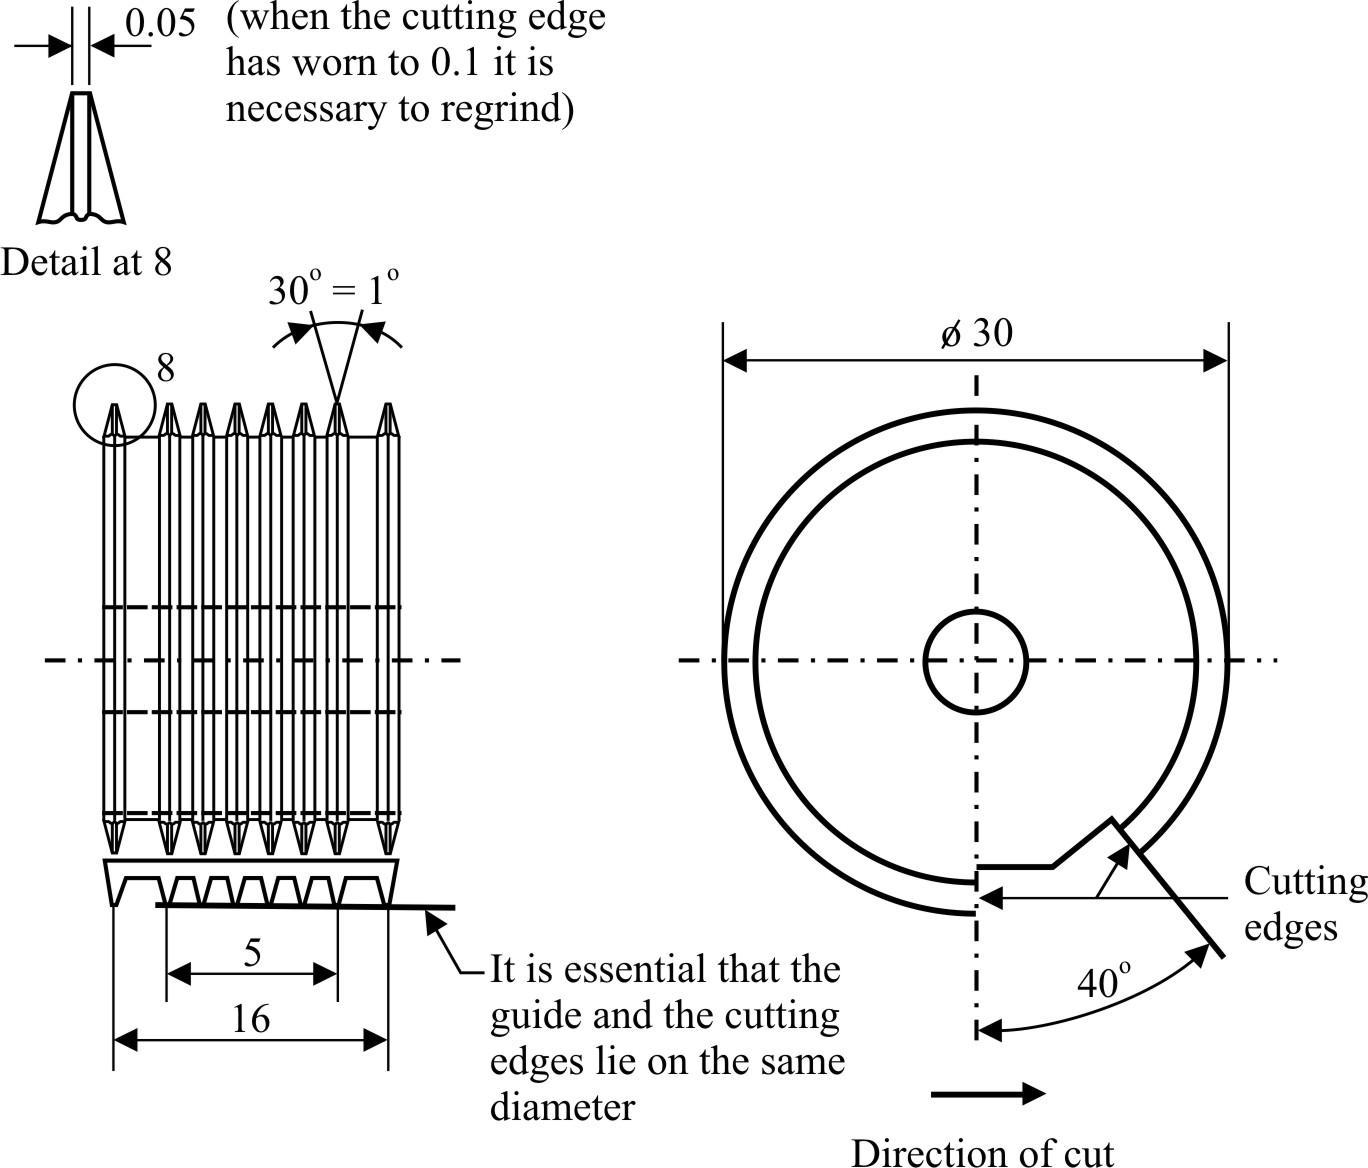 0.05
(when the cutting edge
has worn to 0.1 it is
necessary to regrind)
Detail at 8
30° = 1°
8
ø 30
Cutting
edges
5
16
It is essential that the
guide and the cutting
edges lie on the same
diameter
40°
Direction of cut